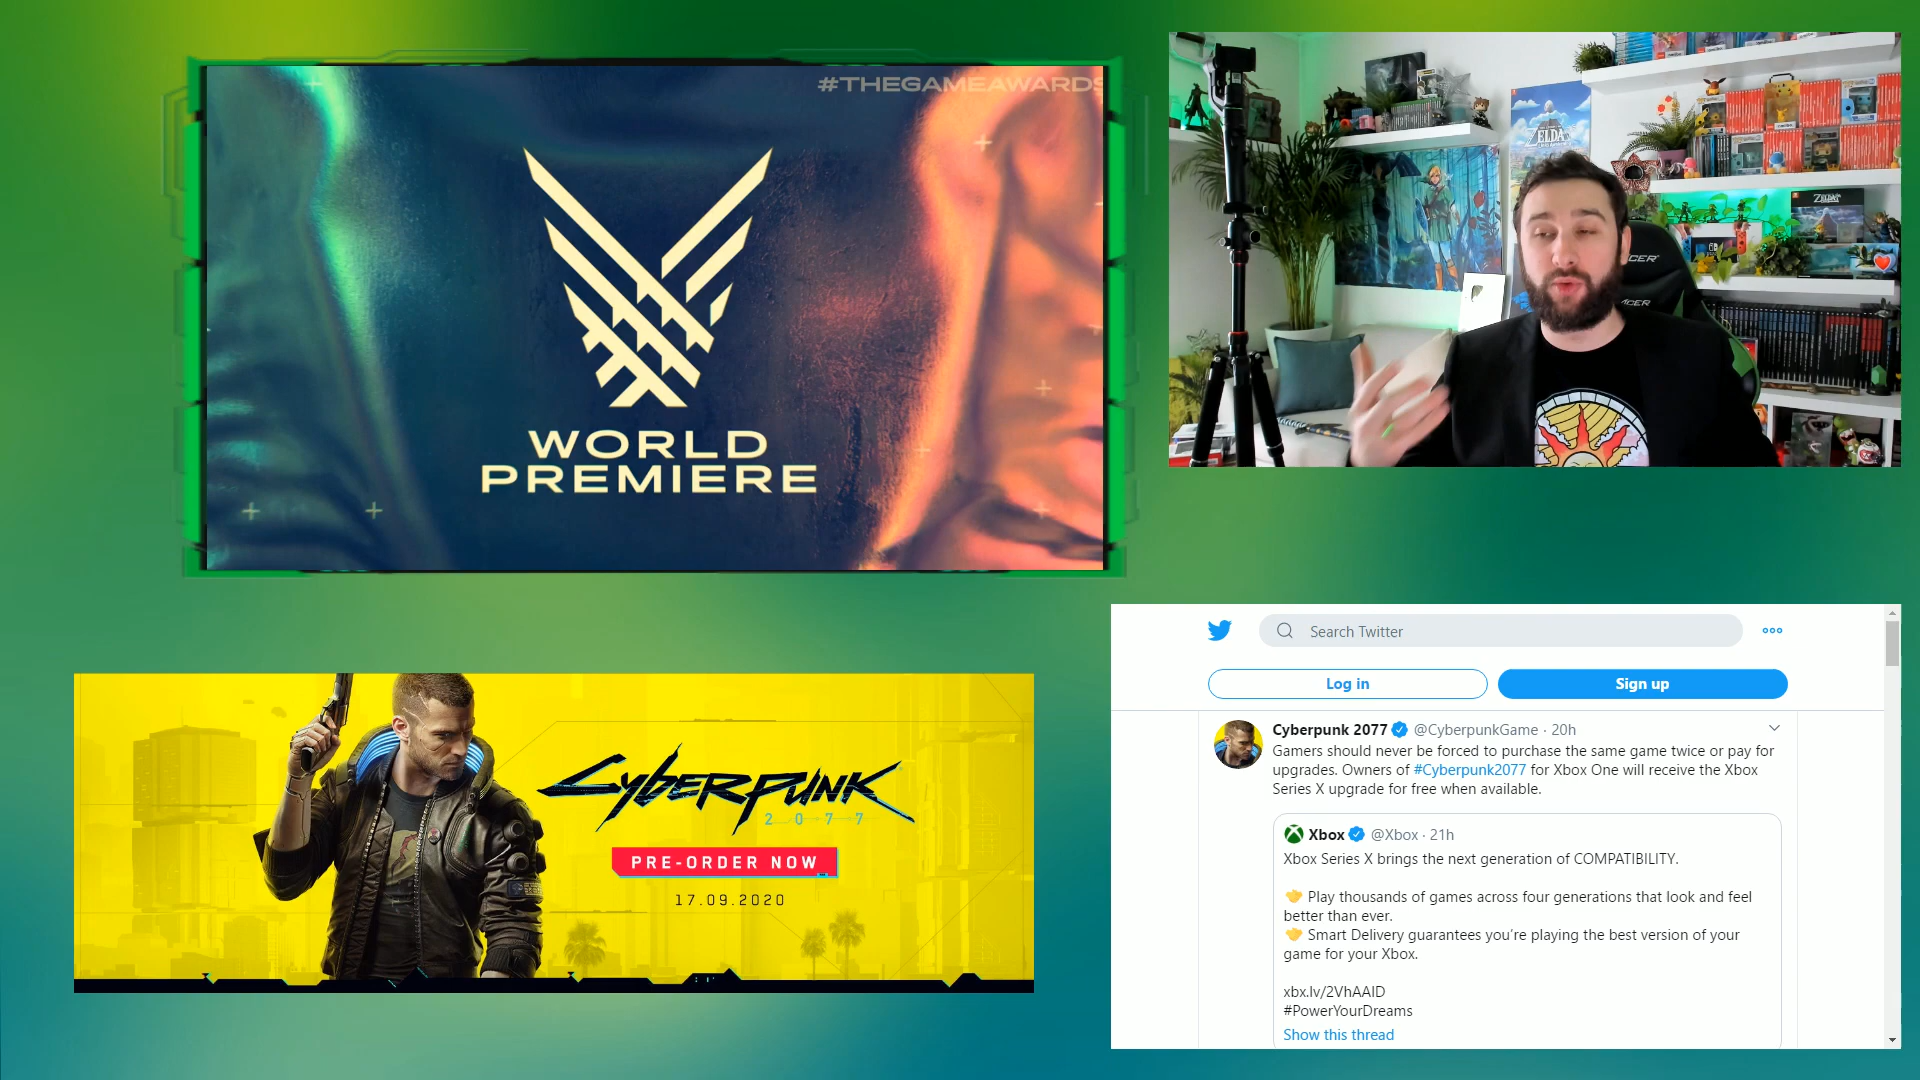 #THEGAMEAWARDS
WORLD
PREMIERE
ZELDA
ZELDA
ACER
CYBERPUNK
2077
PRE-ORDER NOW
17.09.2020
Search Twitter
Log in
Sign up
Cyberpunk 2077 @CyberpunkGame · 20h
Gamers should never be forced to purchase the same game twice or pay for
upgrades. Owners of #Cyberpunk2077 for Xbox One will receive the Xbox
Series X upgrade for free when available.
Xbox @Xbox · 21h
Xbox Series X brings the next generation of COMPATIBILITY.
Play thousands of games across four generations that look and feel
better than ever.
Smart Delivery guarantees you're playing the best version of your
game for your Xbox.
xbx.lv/2VhAAID
#PowerYourDreams
Show this thread